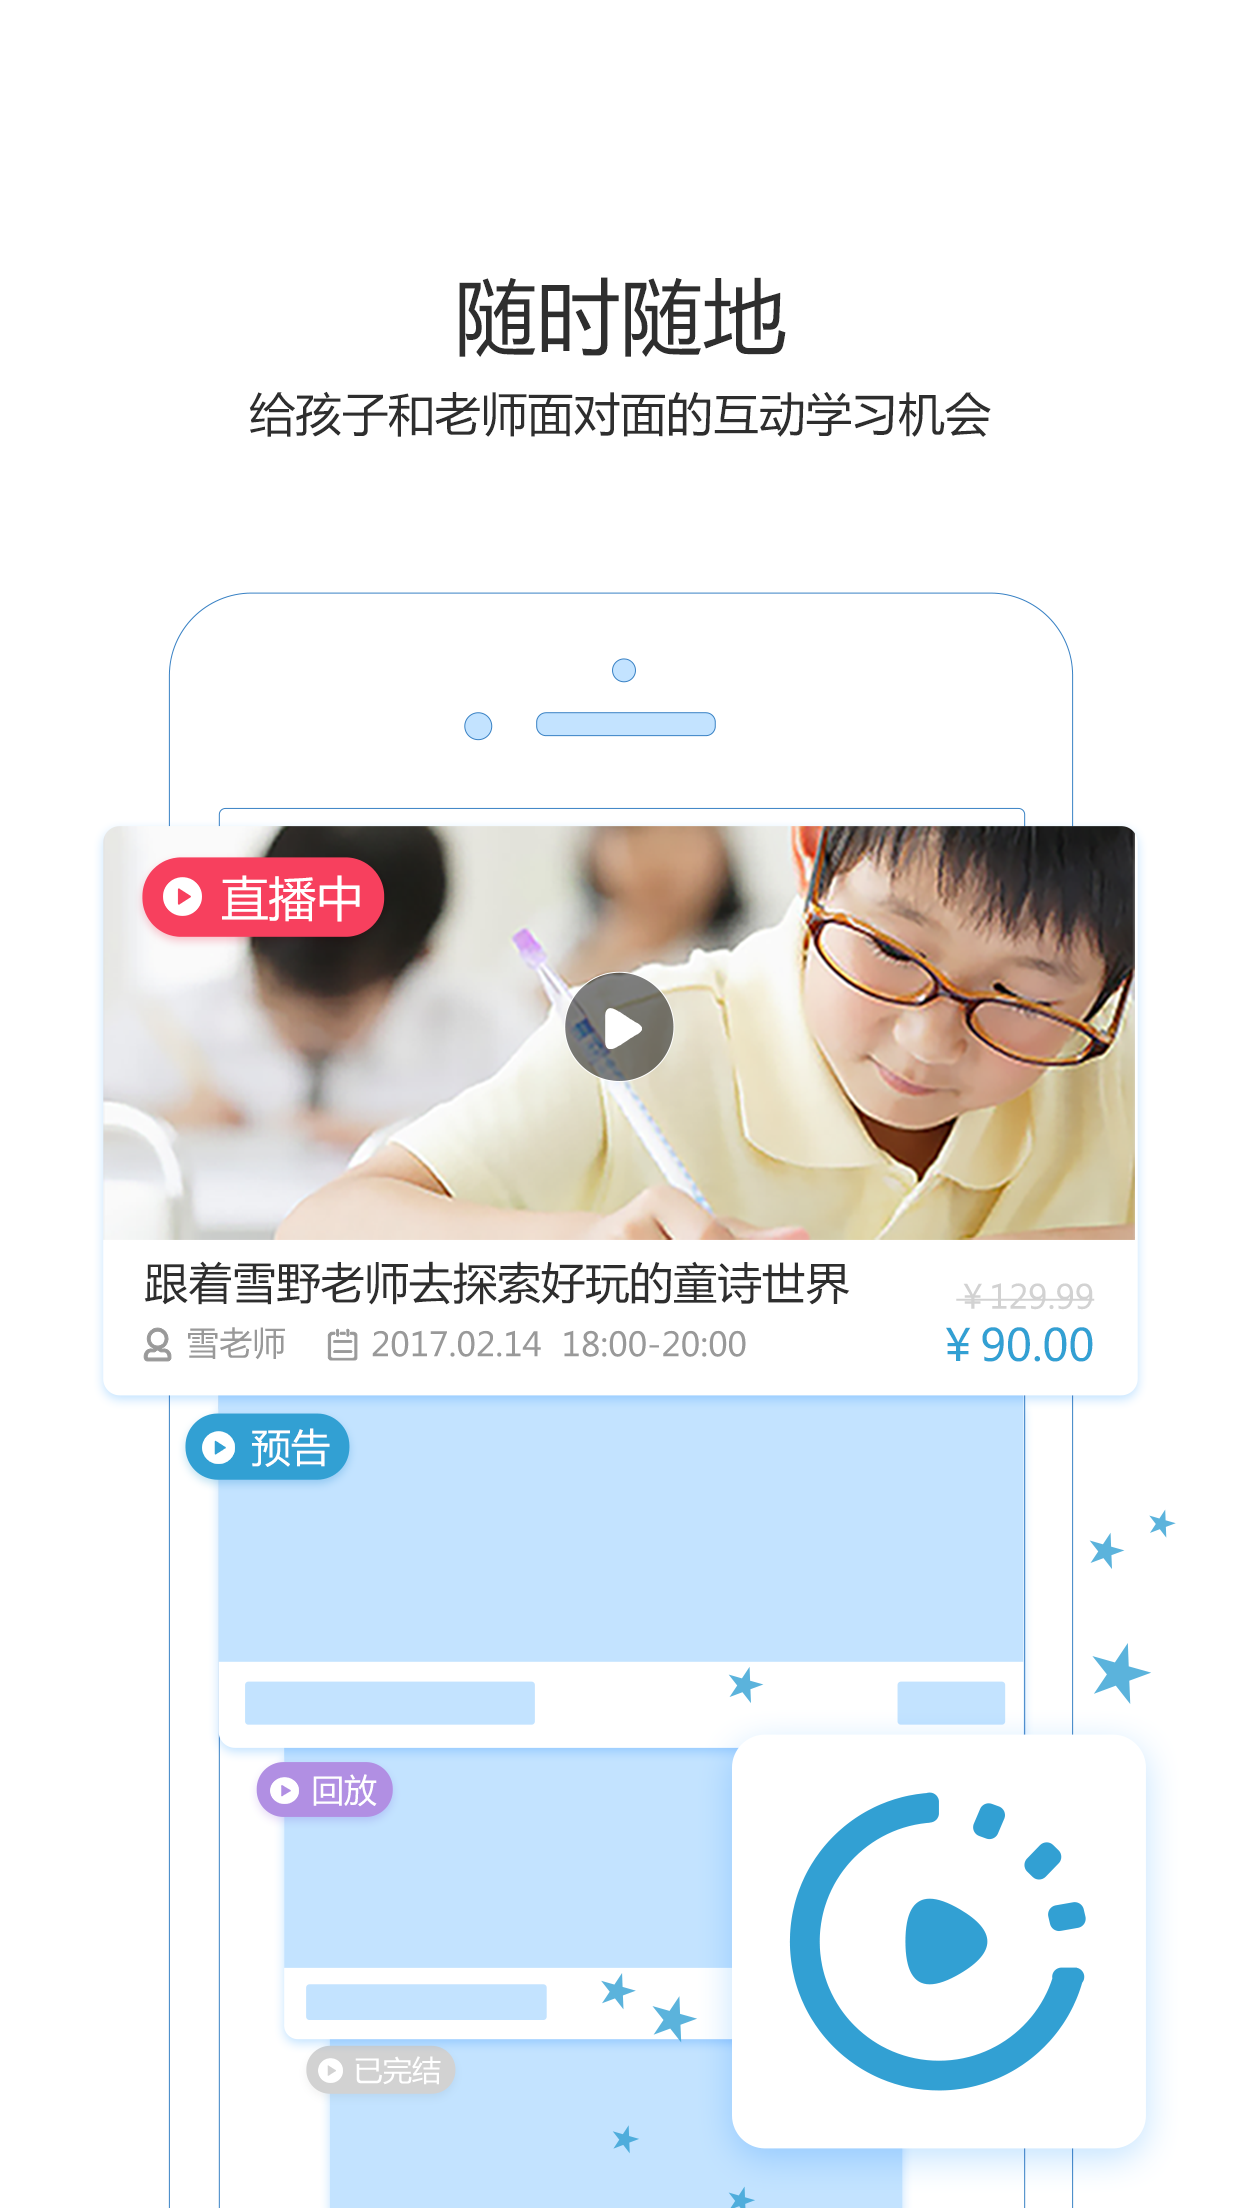 随时随地
给孩子和老师面对面的互动学习机会
直播中
跟着雪野老师去探索好玩的童诗世界
¥129.99
雪老师 2017.02.14 18:00-20:00
¥90.00
预告
回放
已完结